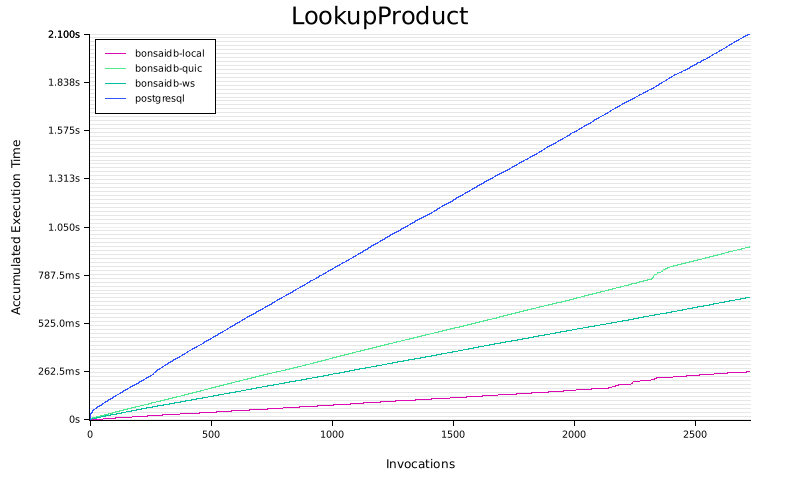 LookupProduct
2.100s
1.838s
1.575s
1.313s
1.050s
787.5ms
525.0ms
262.5ms
0s
bonsaidb-local
bonsaidb-quic
bonsaidb-ws
postgresql
Accumulated Execution Time
0
500
1000
1500
2000
2500
Invocations